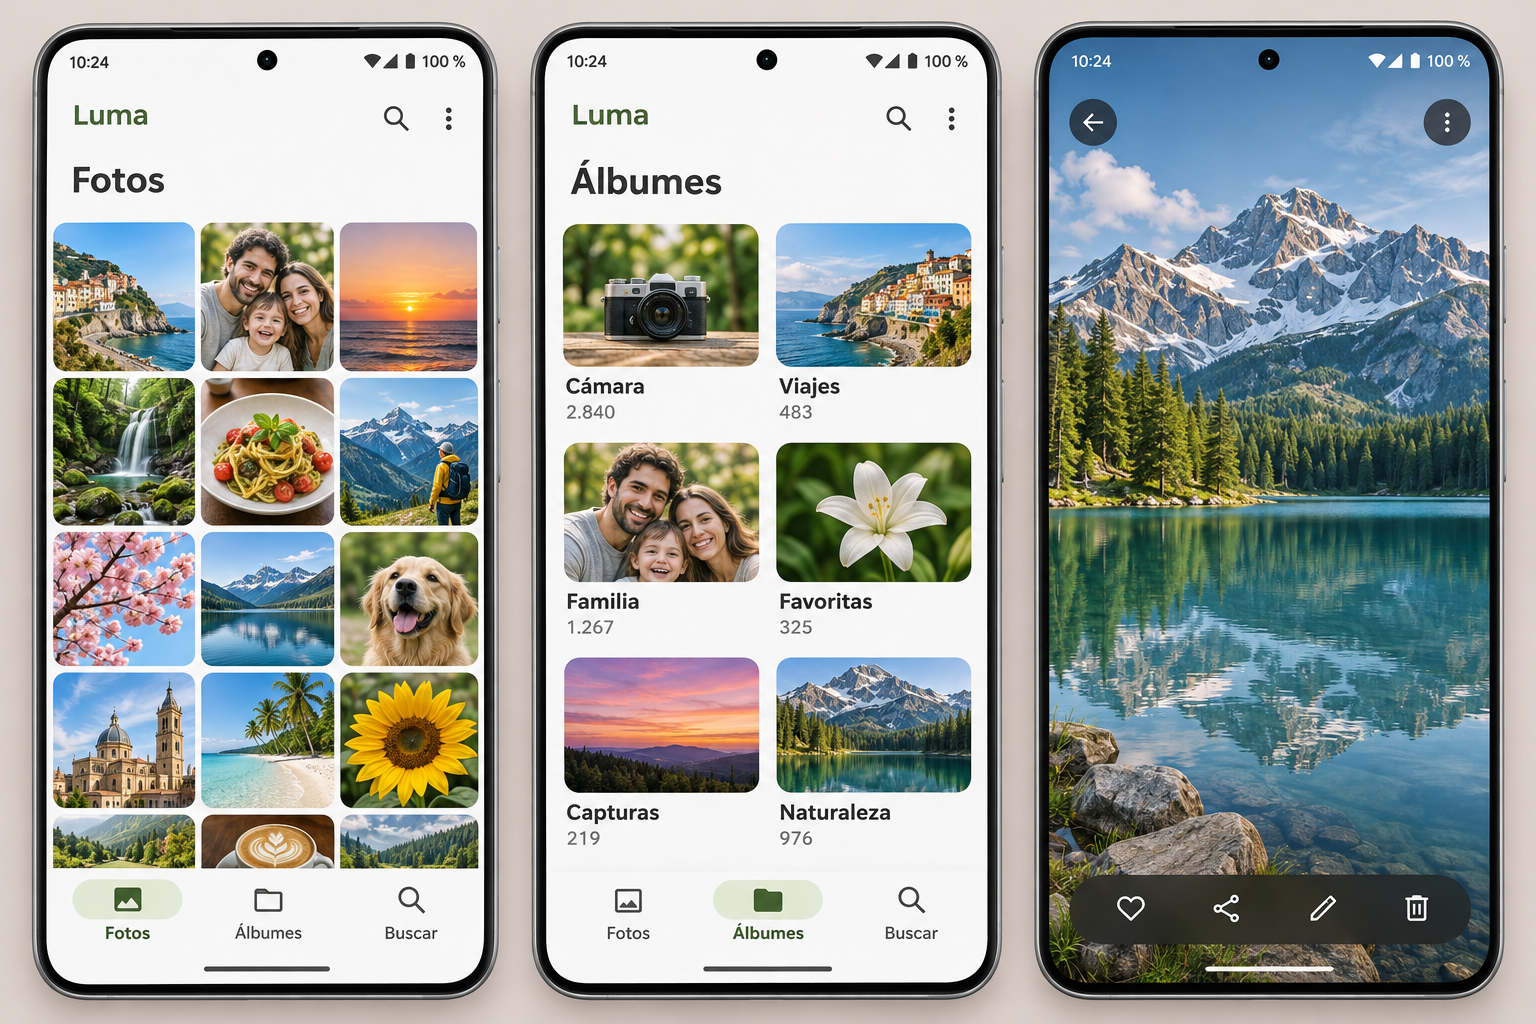 10:24 100 %
Luma
Fotos
Fotos Álbumes Buscar
10:24 100 %
Luma
Álbumes
Cámara Viajes
2.840 483
Familia Favoritas
1.267 325
Capturas Naturaleza
219 976
Fotos Álbumes Buscar
10:24 100 %